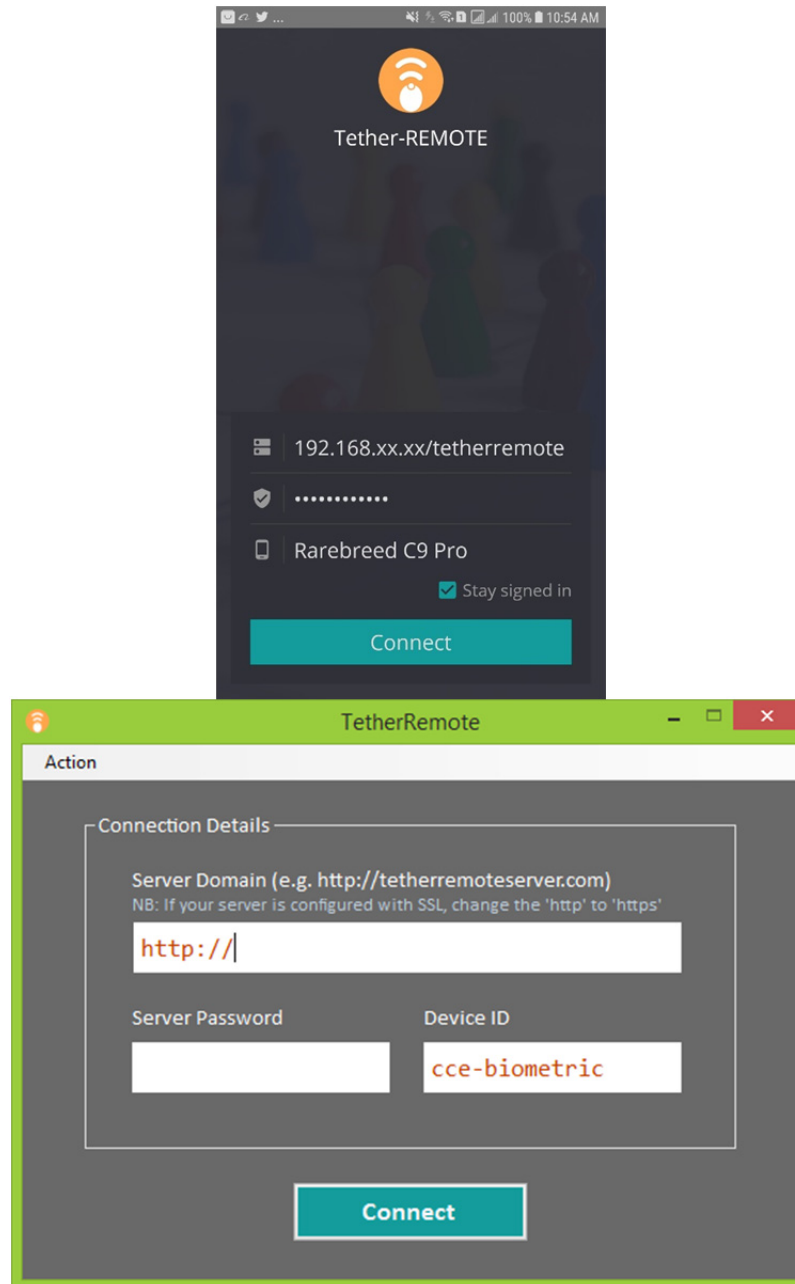 ... 100% 10:54 AM
Tether-REMOTE
192.168.xx.xx/tetherremote
••••••••••••
Rarebreed C9 Pro
Stay signed in
Connect
TetherRemote
Action
Connection Details
Server Domain (e.g. http://tetherremoteserver.com)
NB: If your server is configured with SSL, change the 'http' to 'https'
http://
Server Password Device ID
cce-biometric
Connect